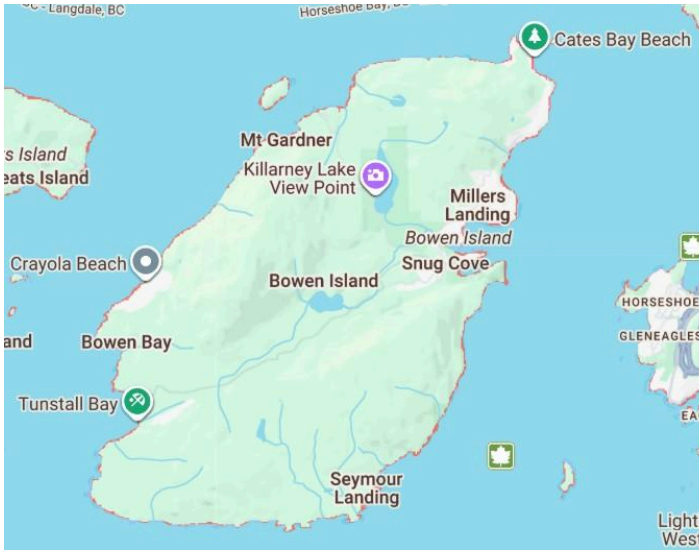 SC - Langdale, BC
Horseshoe Bay, B
Cates Bay Beach
Mt Gardner
s Island
eats Island
Killarney Lake
View Point
Millers
Landing
Bowen Island
Snug Cove
Crayola Beach
Bowen Island
HORSESHOE
and
Bowen Bay
GLENEAGLES
Tunstall Bay
EA
Seymour
Landing
Light
West